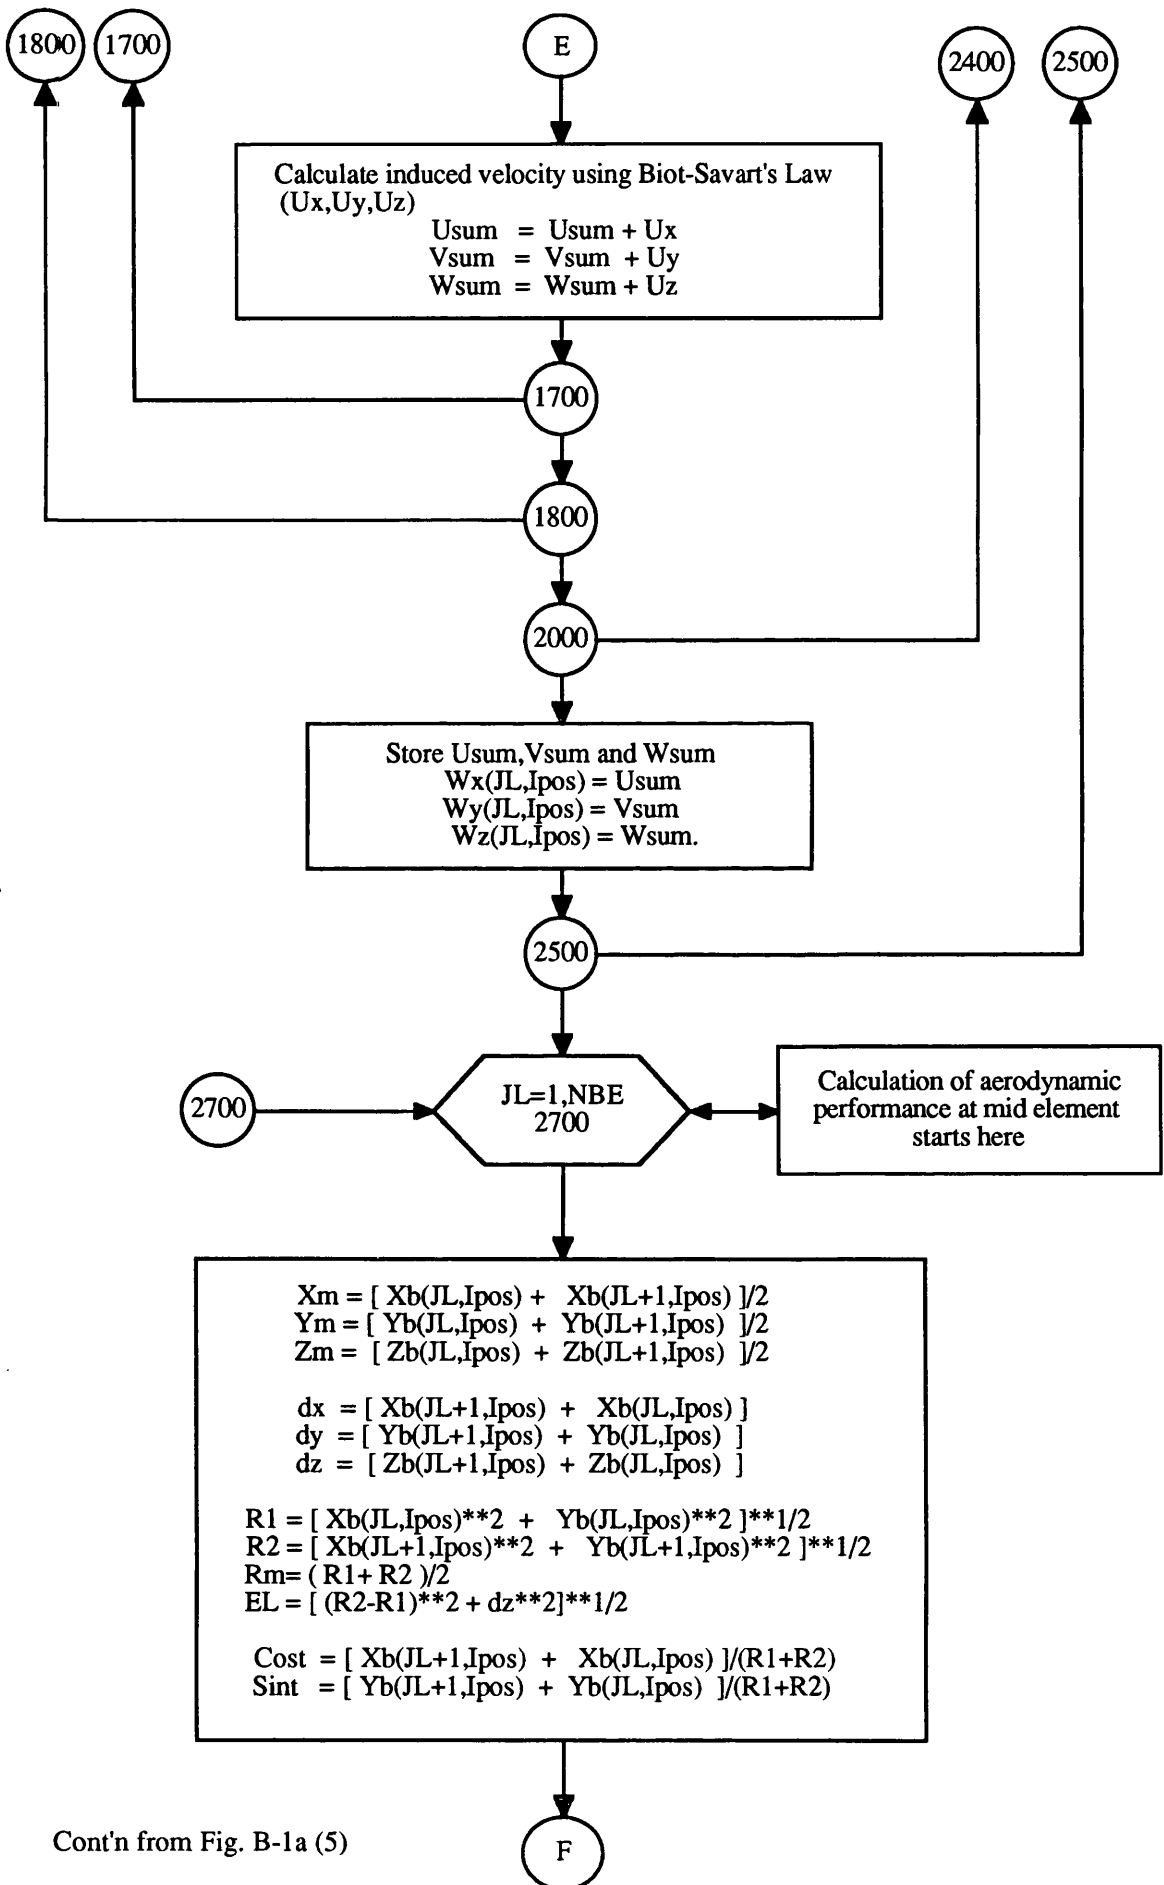 1800
1700
E
2400
2500
Calculate induced velocity using Biot-Savart's Law
(Ux,Uy,Uz)
Usum = Usum + Ux
Vsum = Vsum + Uy
Wsum = Wsum + Uz
1700
1800
2000
Store Usum,Vsum and Wsum
Wx(JL,Ipos) = Usum
Wy(JL,Ipos) = Vsum
Wz(JL,Ipos) = Wsum.
2500
2700
JL=1,NBE
2700
Calculation of aerodynamic
performance at mid element
starts here
Xm = [ Xb(JL,Ipos) + Xb(JL+1,Ipos) ]/2
Ym = [ Yb(JL,Ipos) + Yb(JL+1,Ipos) ]/2
Zm = [ Zb(JL,Ipos) + Zb(JL+1,Ipos) ]/2
dx = [ Xb(JL+1,Ipos) + Xb(JL,Ipos) ]
dy = [ Yb(JL+1,Ipos) + Yb(JL,Ipos) ]
dz = [ Zb(JL+1,Ipos) + Zb(JL,Ipos) ]
R1 = [ Xb(JL,Ipos)**2 + Yb(JL,Ipos)**2 ]**1/2
R2 = [ Xb(JL+1,Ipos)**2 + Yb(JL+1,Ipos)**2 ]**1/2
Rm= ( R1+ R2 )/2
EL = [ (R2-R1)**2 + dz**2]**1/2
Cost = [ Xb(JL+1,Ipos) + Xb(JL,Ipos) ]/(R1+R2)
Sint = [ Yb(JL+1,Ipos) + Yb(JL,Ipos) ]/(R1+R2)
Cont'n from Fig. B-1a (5)
F